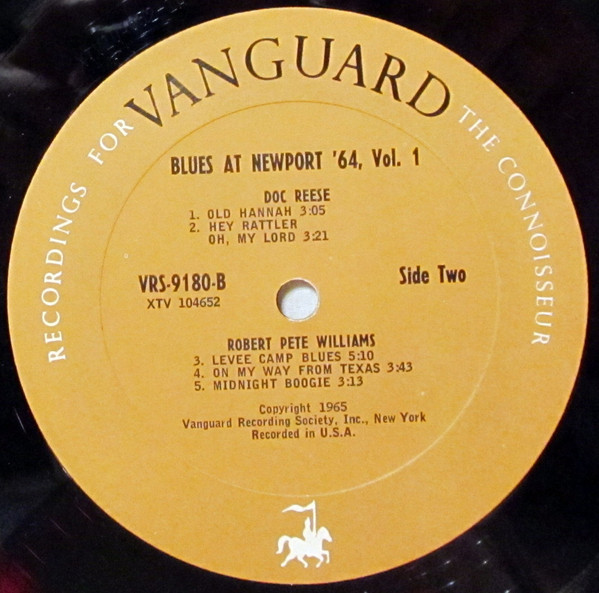 RECORDINGS FOR VANGUARD THE CONNOISSEUR
BLUES AT NEWPORT '64, Vol. 1
DOC REESE
1. OLD HANNAH 3:05
2. HEY RATTLER
OH, MY LORD 3:21
VRS-9180-B
XTV 104652
Side Two
ROBERT PETE WILLIAMS
3. LEVEE CAMP BLUES 5:10
4. ON MY WAY FROM TEXAS 3:43
5. MIDNIGHT BOOGIE 3:13
Copyright 1965
Vanguard Recording Society, Inc., New York
Recorded in U.S.A.